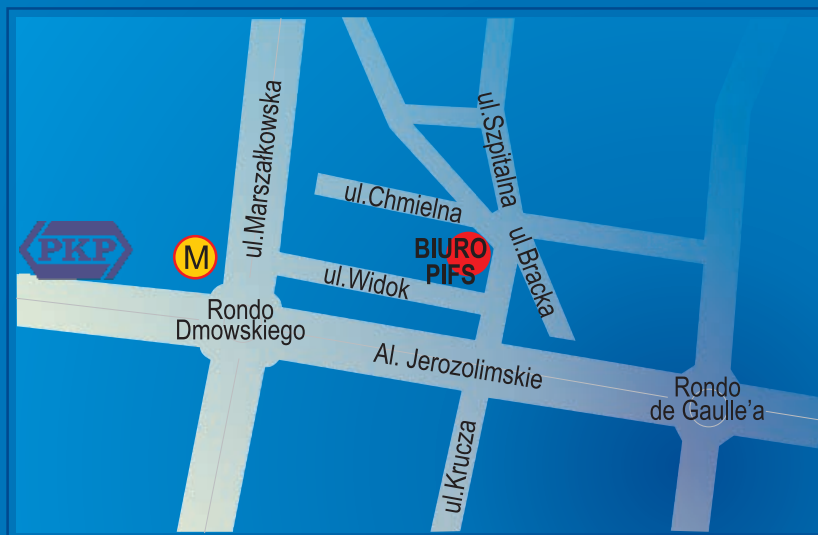 ul.Marszałkowska
ul.Szpitalna
ul.Chmielna
PKP
M
BIURO
PIFS
ul.Bracka
ul.Widok
Rondo
Dmowskiego
Al. Jerozolimskie
Rondo
de Gaulle'a
ul.Krucza